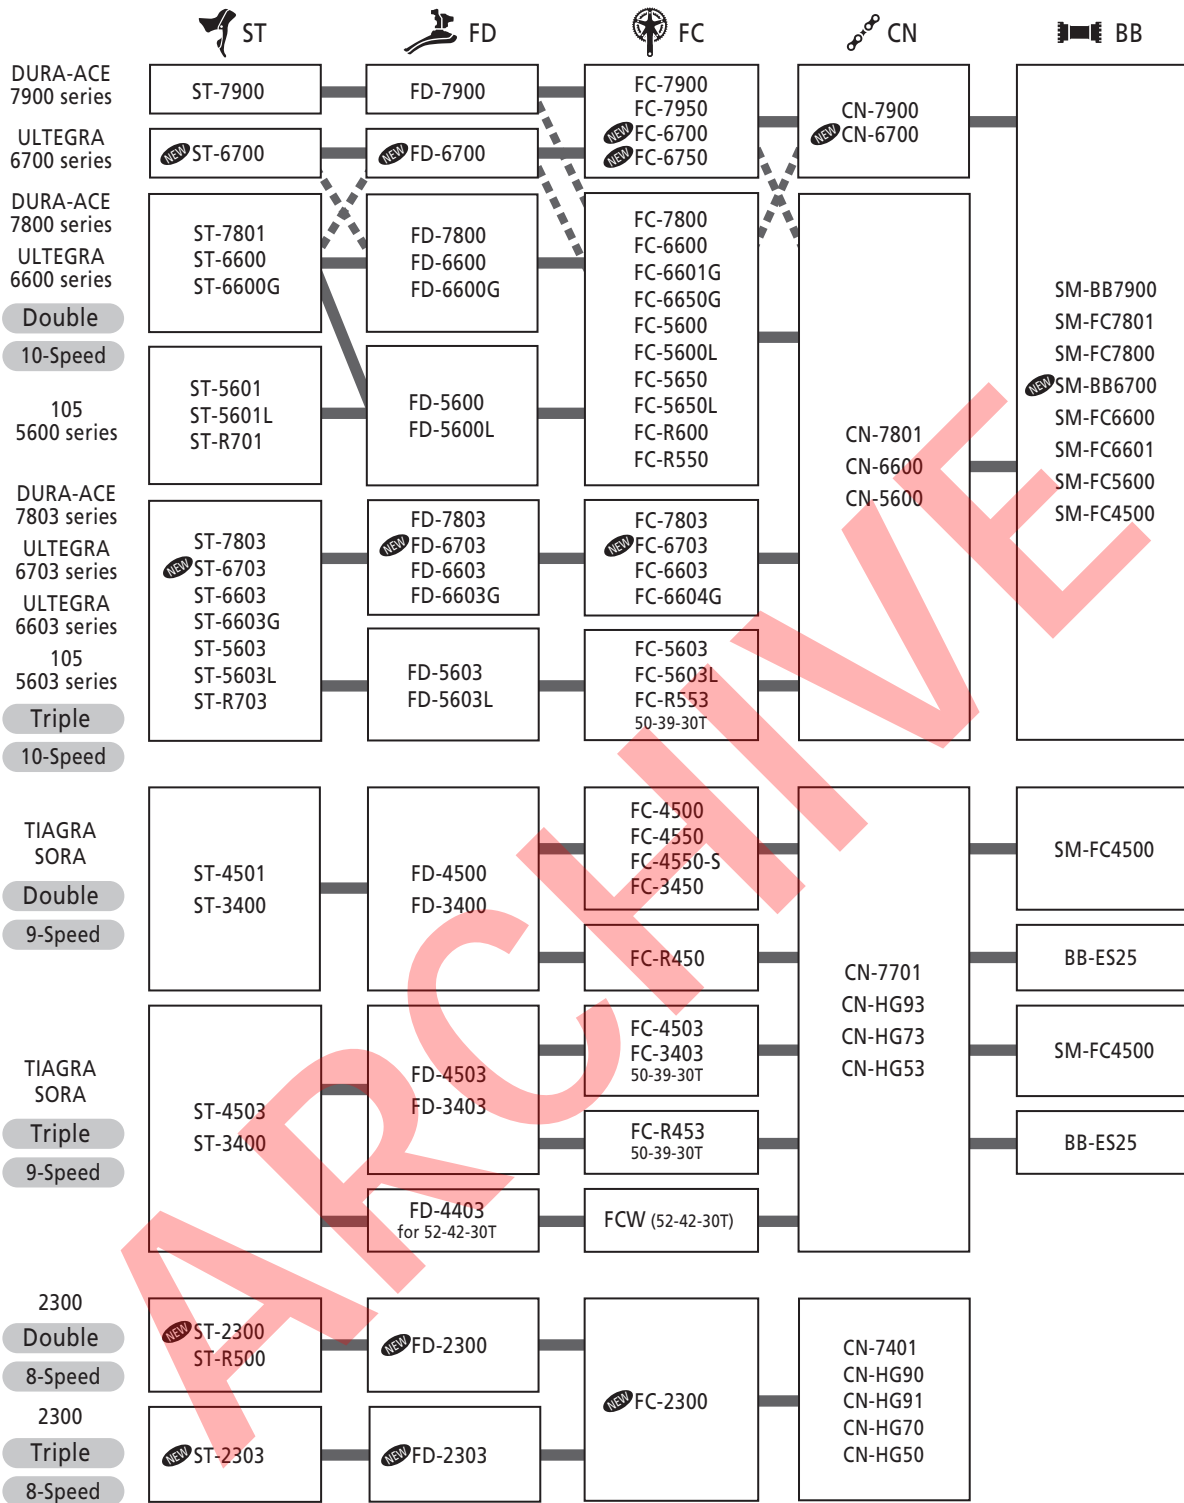 ST FD FC CN BB
DURA-ACE
7900 series
ULTEGRA
6700 series
DURA-ACE
7800 series
ULTEGRA
6600 series
Double
10-Speed
105
5600 series
DURA-ACE
7803 series
ULTEGRA
6703 series
ULTEGRA
6603 series
105
5603 series
Triple
10-Speed
ST-7900
NEW ST-6700
ST-7801
ST-6600
ST-6600G
ST-5601
ST-5601L
ST-R701
ST-7803
NEW ST-6703
ST-6603
ST-6603G
ST-5603
ST-5603L
ST-R703
FD-7900
NEW FD-6700
FD-7800
FD-6600
FD-6600G
FD-5600
FD-5600L
FD-7803
NEW FD-6703
FD-6603
FD-6603G
FD-5603
FD-5603L
FC-7900
FC-7950
NEW FC-6700
NEW FC-6750
FC-7800
FC-6600
FC-6601G
FC-6650G
FC-5600
FC-5600L
FC-5650
FC-5650L
FC-R600
FC-R550
FC-7803
NEW FC-6703
FC-6603
FC-6604G
FC-5603
FC-5603L
FC-R553
50-39-30T
CN-7900
NEW CN-6700
CN-7801
CN-6600
CN-5600
SM-BB7900
SM-FC7801
SM-FC7800
NEW SM-BB6700
SM-FC6600
SM-FC6601
SM-FC5600
SM-FC4500
TIAGRA
SORA
Double
9-Speed
TIAGRA
SORA
Triple
9-Speed
ST-4501
ST-3400
ST-4503
ST-3400
FD-4500
FD-3400
FD-4503
FD-3403
FD-4403
for 52-42-30T
FC-4500
FC-4550
FC-4550-S
FC-3450
FC-R450
FC-4503
FC-3403
50-39-30T
FC-R453
50-39-30T
FCW (52-42-30T)
CN-7701
CN-HG93
CN-HG73
CN-HG53
SM-FC4500
BB-ES25
SM-FC4500
BB-ES25
2300
Double
8-Speed
2300
Triple
8-Speed
NEW ST-2300
ST-R500
NEW ST-2303
NEW FD-2300
NEW FD-2303
NEW FC-2300
CN-7401
CN-HG90
CN-HG91
CN-HG70
CN-HG50
ARCHIVE